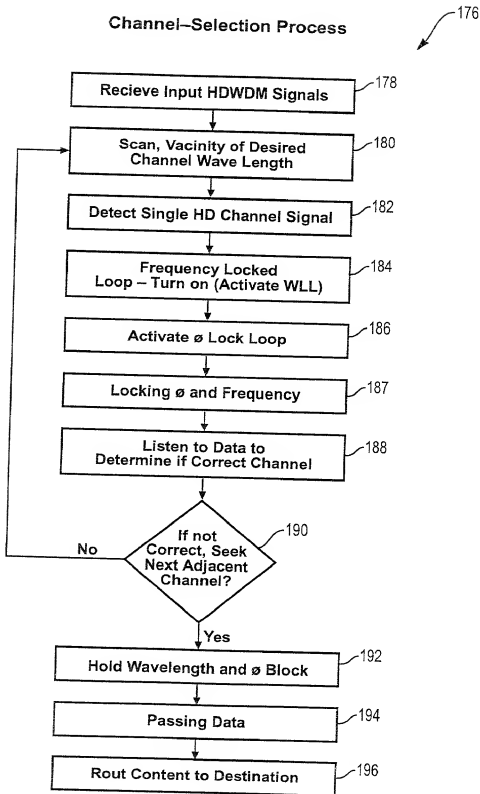 176
Channel–Selection Process
Recieve Input HDWDM Signals
178
Scan, Vacinity of Desired
Channel Wave Length
180
Detect Single HD Channel Signal
182
Frequency Locked
Loop – Turn on (Activate WLL)
184
Activate ø Lock Loop
186
Locking ø and Frequency
187
Listen to Data to
Determine if Correct Channel
188
If not
Correct, Seek
Next Adjacent
Channel?
190
No
Yes
Hold Wavelength and ø Block
192
Passing Data
194
Rout Content to Destination
196